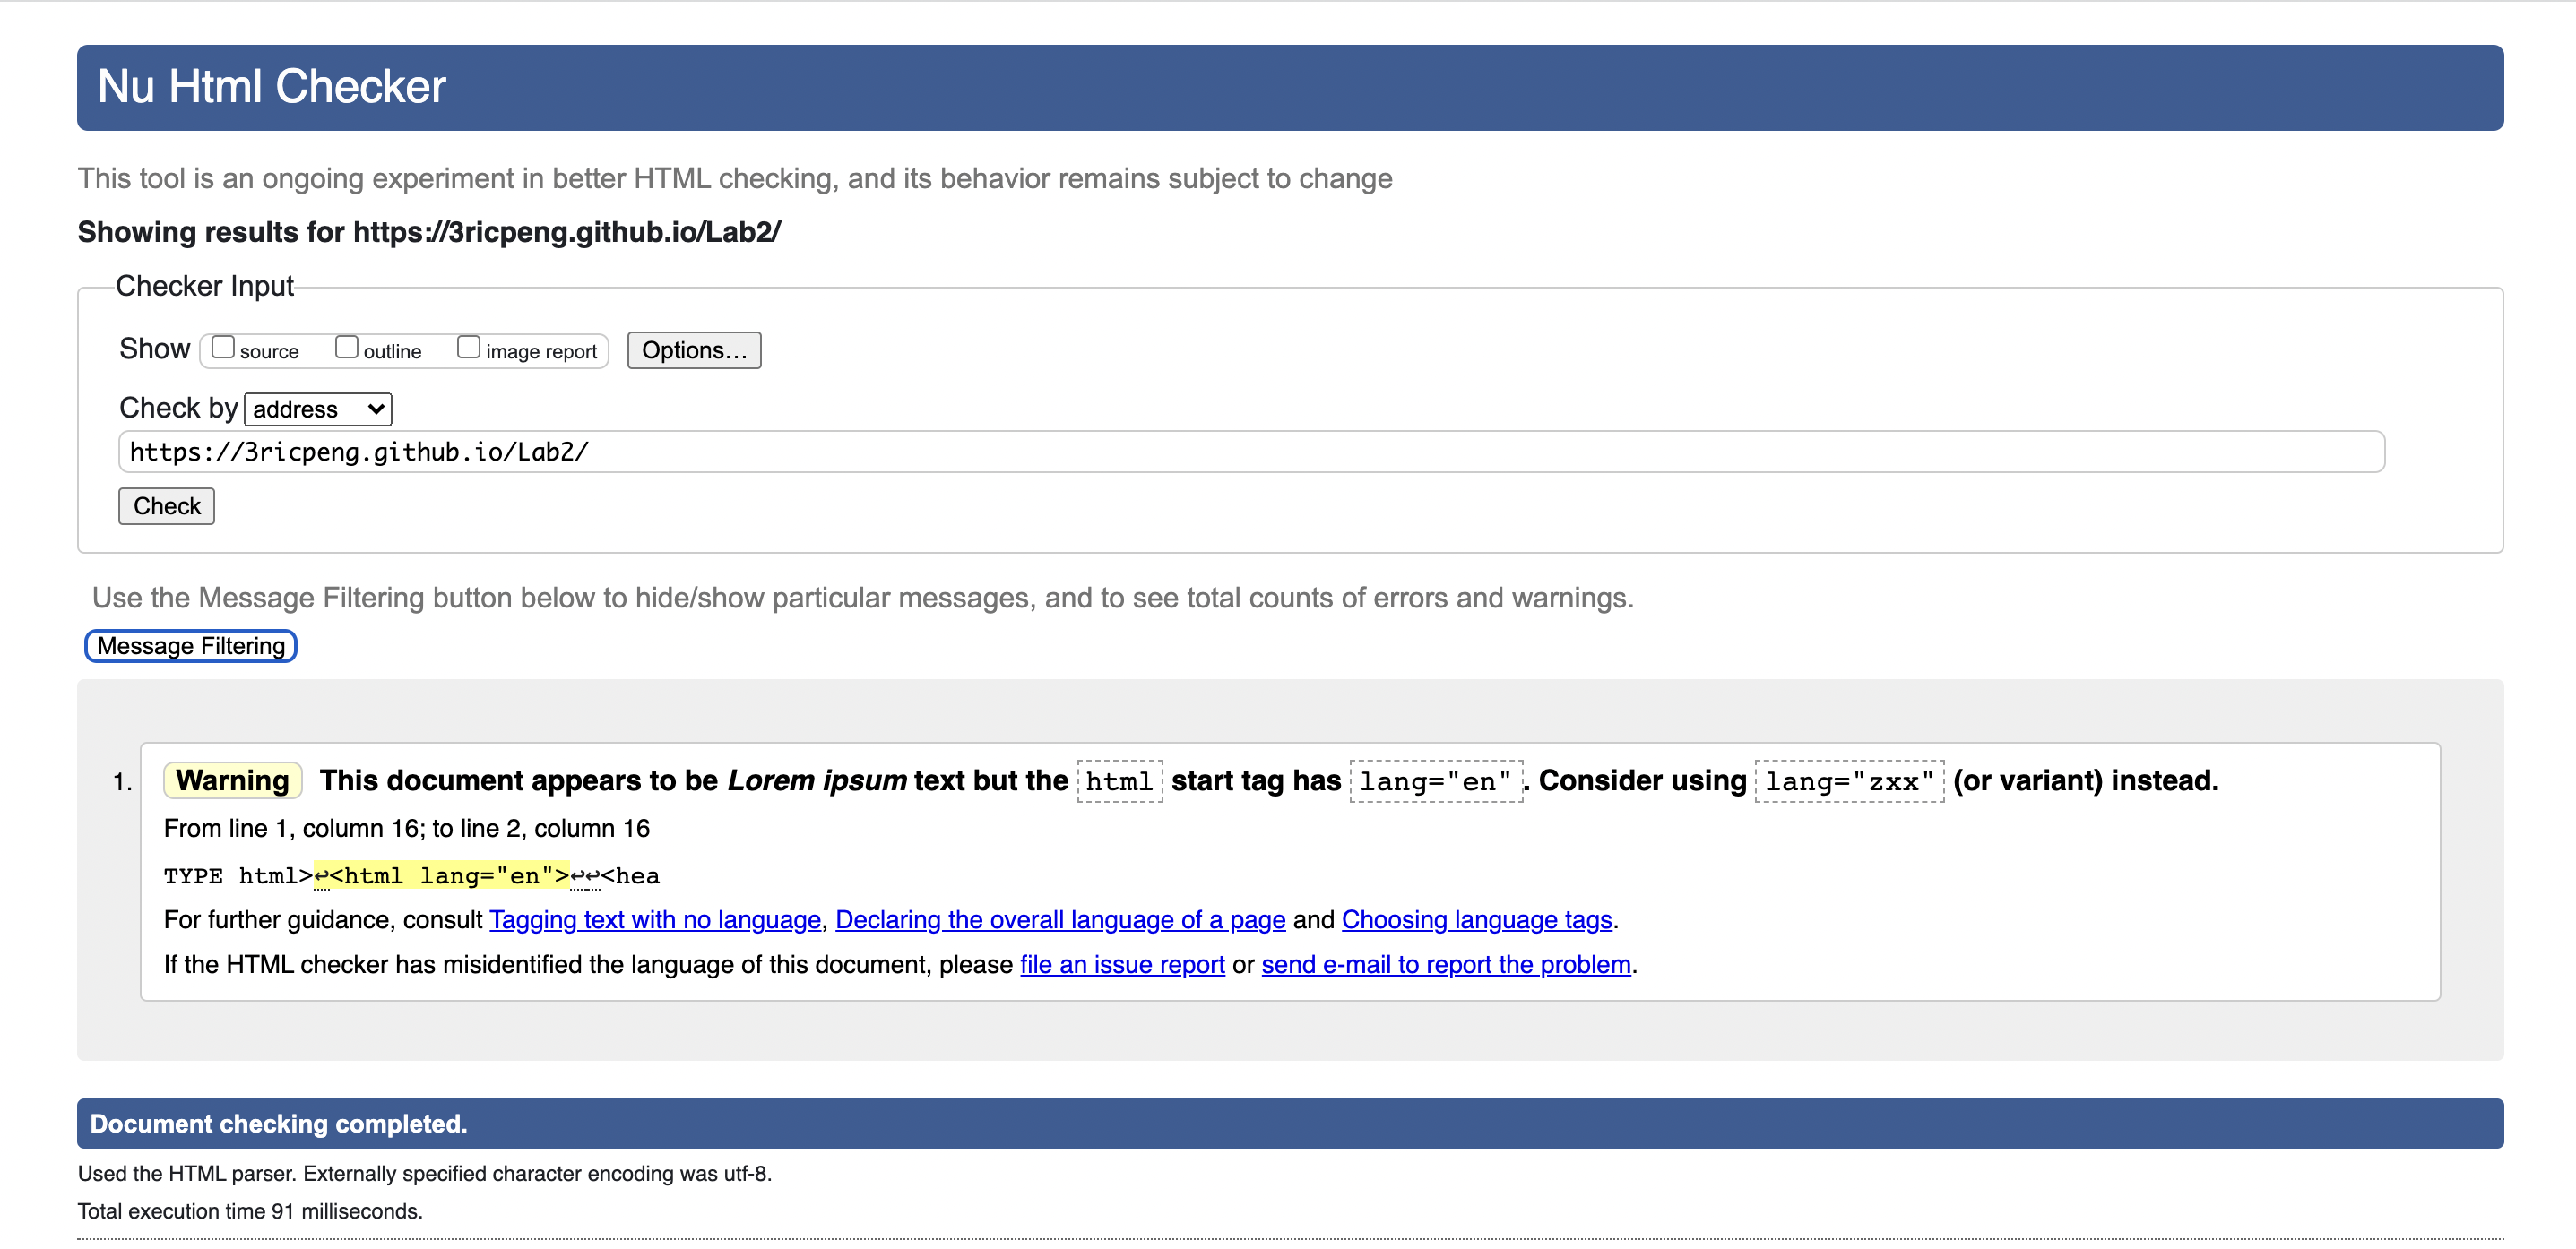 Nu Html Checker
This tool is an ongoing experiment in better HTML checking, and its behavior remains subject to change
Showing results for https://3ricpeng.github.io/Lab2/
Checker Input
Show source outline image report Options...
Check by address
https://3ricpeng.github.io/Lab2/
Check
Use the Message Filtering button below to hide/show particular messages, and to see total counts of errors and warnings.
Message Filtering
1. Warning This document appears to be Lorem ipsum text but the html start tag has lang="en". Consider using lang="zxx" (or variant) instead.
From line 1, column 16; to line 2, column 16
TYPE html>↩<html lang="en">↩↩<hea
For further guidance, consult Tagging text with no language, Declaring the overall language of a page and Choosing language tags.
If the HTML checker has misidentified the language of this document, please file an issue report or send e-mail to report the problem.
Document checking completed.
Used the HTML parser. Externally specified character encoding was utf-8.
Total execution time 91 milliseconds.